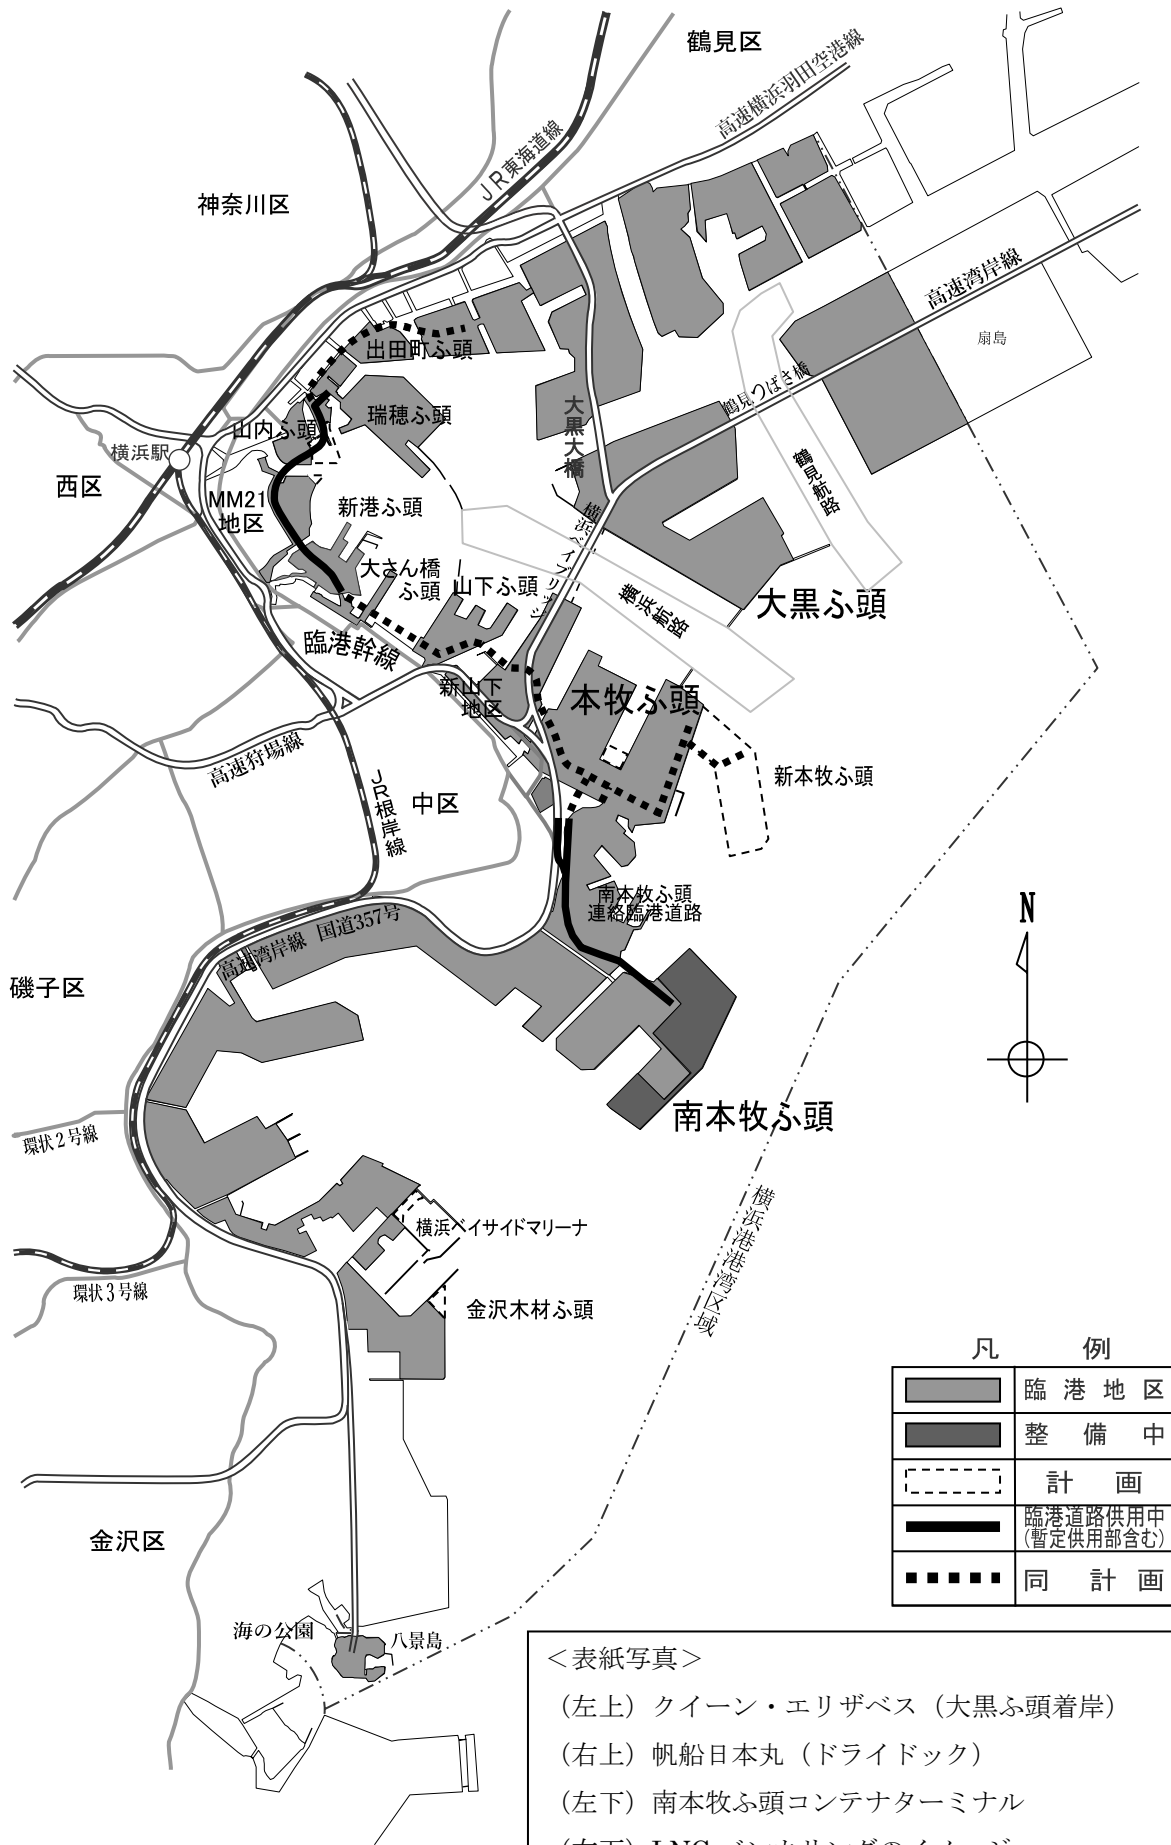 鶴見区
高速横浜羽田空港線
JR東海道線
神奈川区
高速湾岸線
扇島
出田町ふ頭
鶴見つばさ橋
大黒大橋
瑞穂ふ頭
山内ふ頭
横浜駅
鶴見航路
西区
MM21
地区
新港ふ頭
横浜ベイブリッジ
大さん橋
ふ頭
山下ふ頭
横浜航路
大黒ふ頭
臨港幹線
新山下
地区
本牧ふ頭
高速狩場線
新本牧ふ頭
JR根岸線
中区
南本牧ふ頭
連絡臨港道路
N
高速湾岸線 国道357号
磯子区
南本牧ふ頭
環状2号線
横浜港港湾区域
横浜ベイサイドマリーナ
環状3号線
金沢木材ふ頭
凡 例
臨港地区
整備中
計画
臨港道路供用中
(暫定供用部含む)
同計画
金沢区
海の公園
八景島
＜表紙写真＞
（左上）クイーン・エリザベス（大黒ふ頭着岸）
（右上）帆船日本丸（ドライドック）
（左下）南本牧ふ頭コンテナターミナル